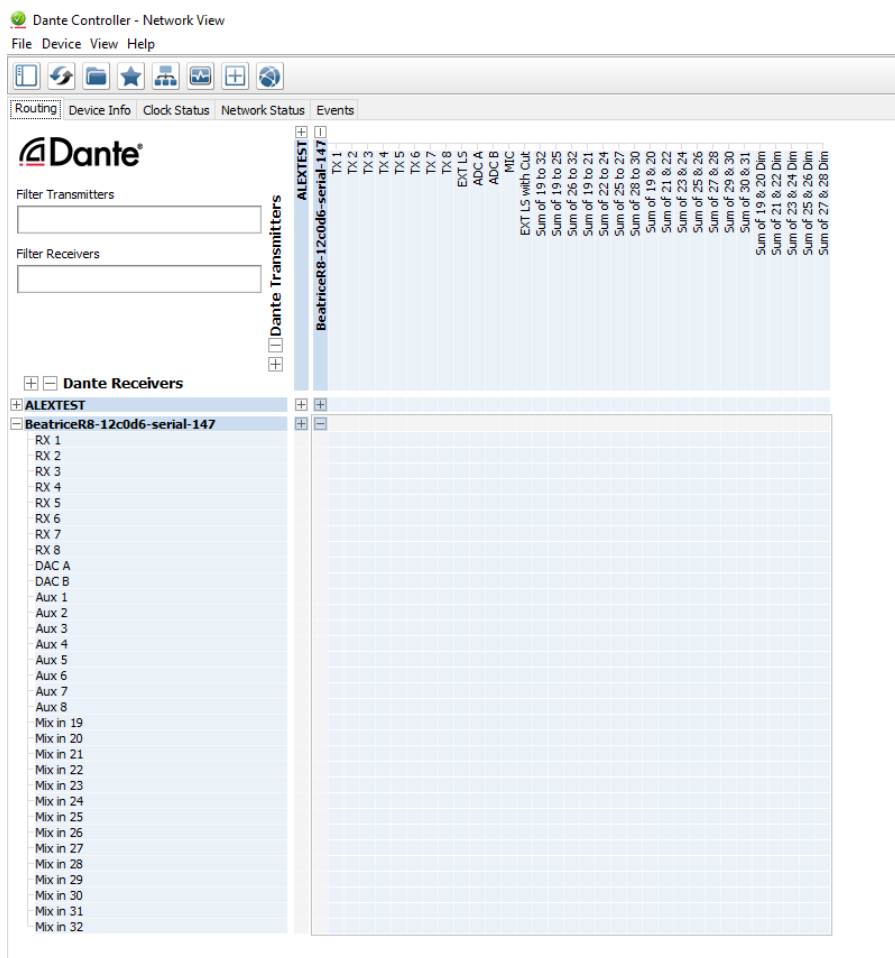 Dante Controller - Network View
File Device View Help
Routing Device Info Clock Status Network Status Events
Dante®
Filter Transmitters
Filter Receivers
Dante Transmitters
ALEXTEST
BeatriceR8-12c0d6-serial-147
TX 1
TX 2
TX 3
TX 4
TX 5
TX 6
TX 7
TX 8
EXT LS
ADC A
ADC B
MIC
EXT LS with Cut
Sum of 19 to 32
Sum of 19 to 25
Sum of 26 to 32
Sum of 19 to 21
Sum of 22 to 24
Sum of 25 to 27
Sum of 28 to 30
Sum of 19 & 20
Sum of 21 & 22
Sum of 23 & 24
Sum of 25 & 26
Sum of 27 & 28
Sum of 29 & 30
Sum of 30 & 31
Sum of 19 & 20 Dim
Sum of 21 & 22 Dim
Sum of 23 & 24 Dim
Sum of 25 & 26 Dim
Sum of 27 & 28 Dim
Dante Receivers
ALEXTEST
BeatriceR8-12c0d6-serial-147
RX 1
RX 2
RX 3
RX 4
RX 5
RX 6
RX 7
RX 8
DAC A
DAC B
Aux 1
Aux 2
Aux 3
Aux 4
Aux 5
Aux 6
Aux 7
Aux 8
Mix in 19
Mix in 20
Mix in 21
Mix in 22
Mix in 23
Mix in 24
Mix in 25
Mix in 26
Mix in 27
Mix in 28
Mix in 29
Mix in 30
Mix in 31
Mix in 32